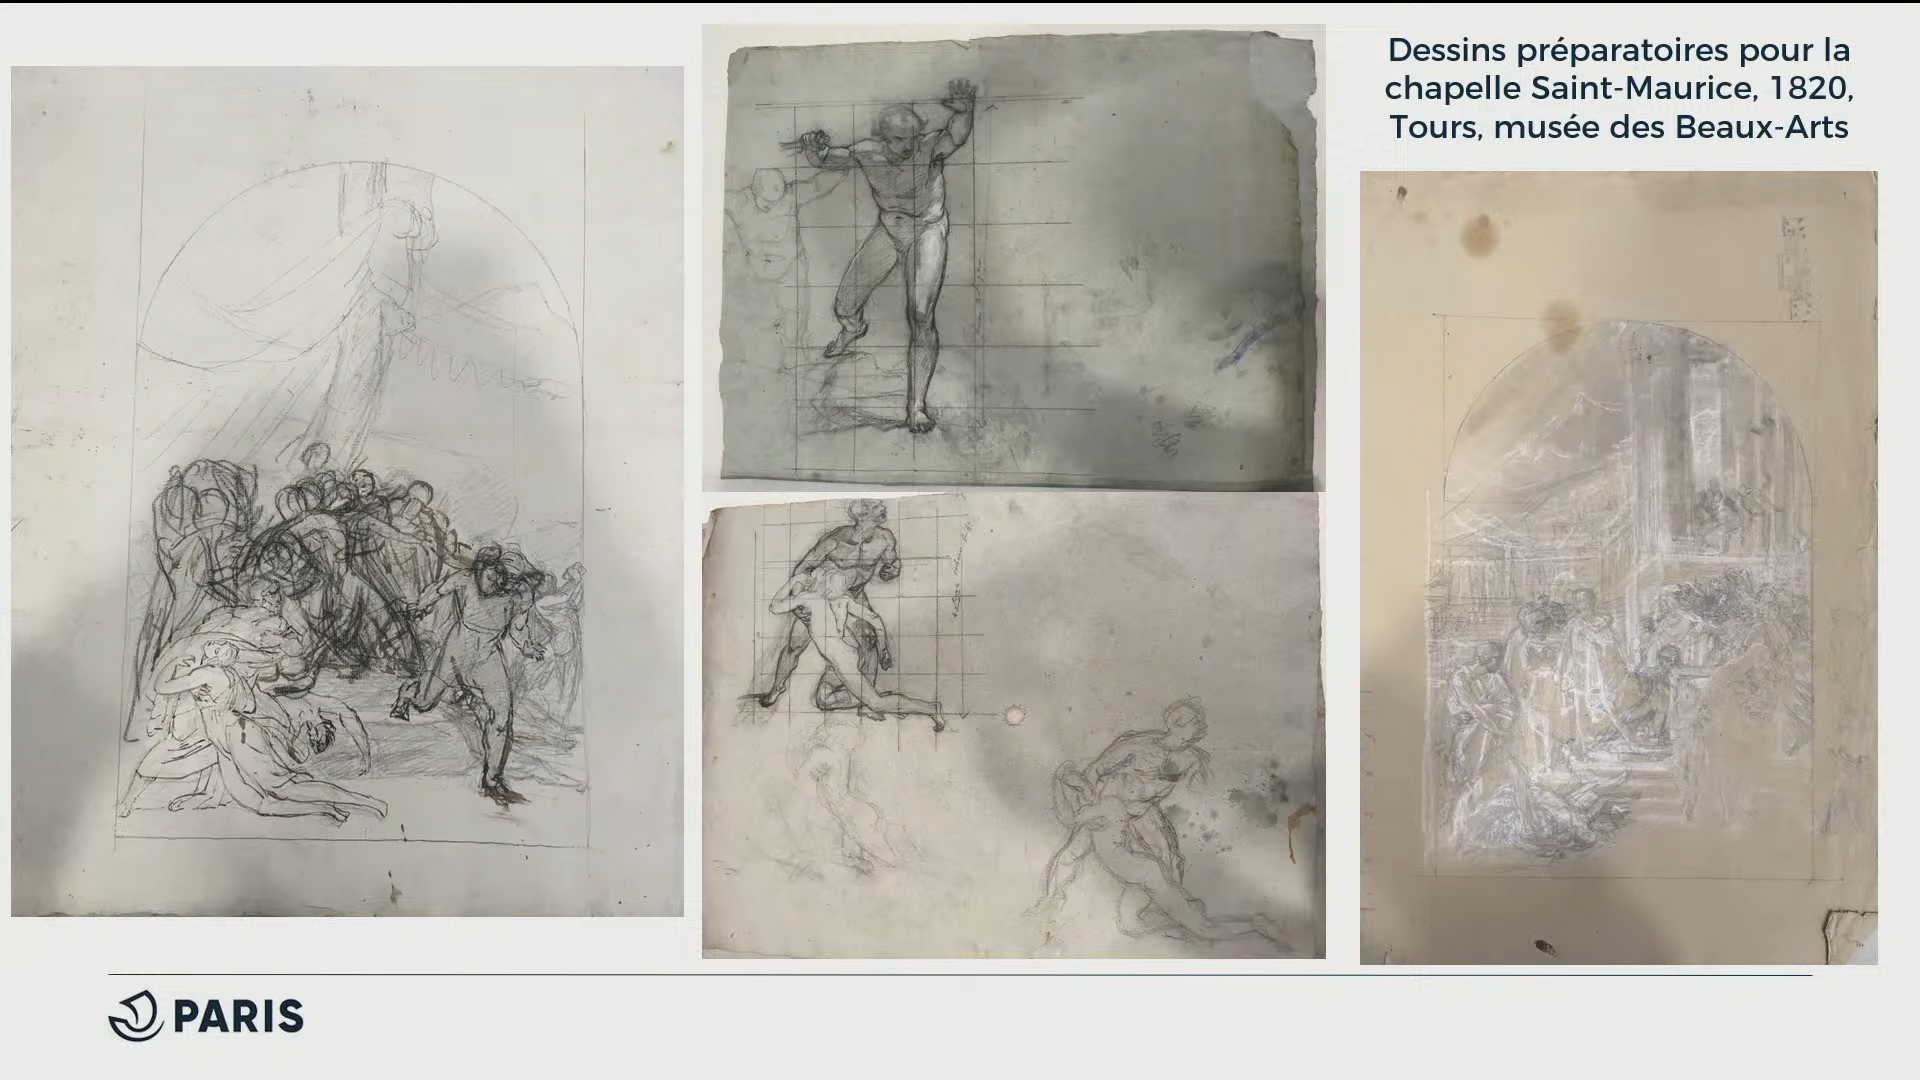 Dessins préparatoires pour la
chapelle Saint-Maurice, 1820,
Tours, musée des Beaux-Arts
PARIS